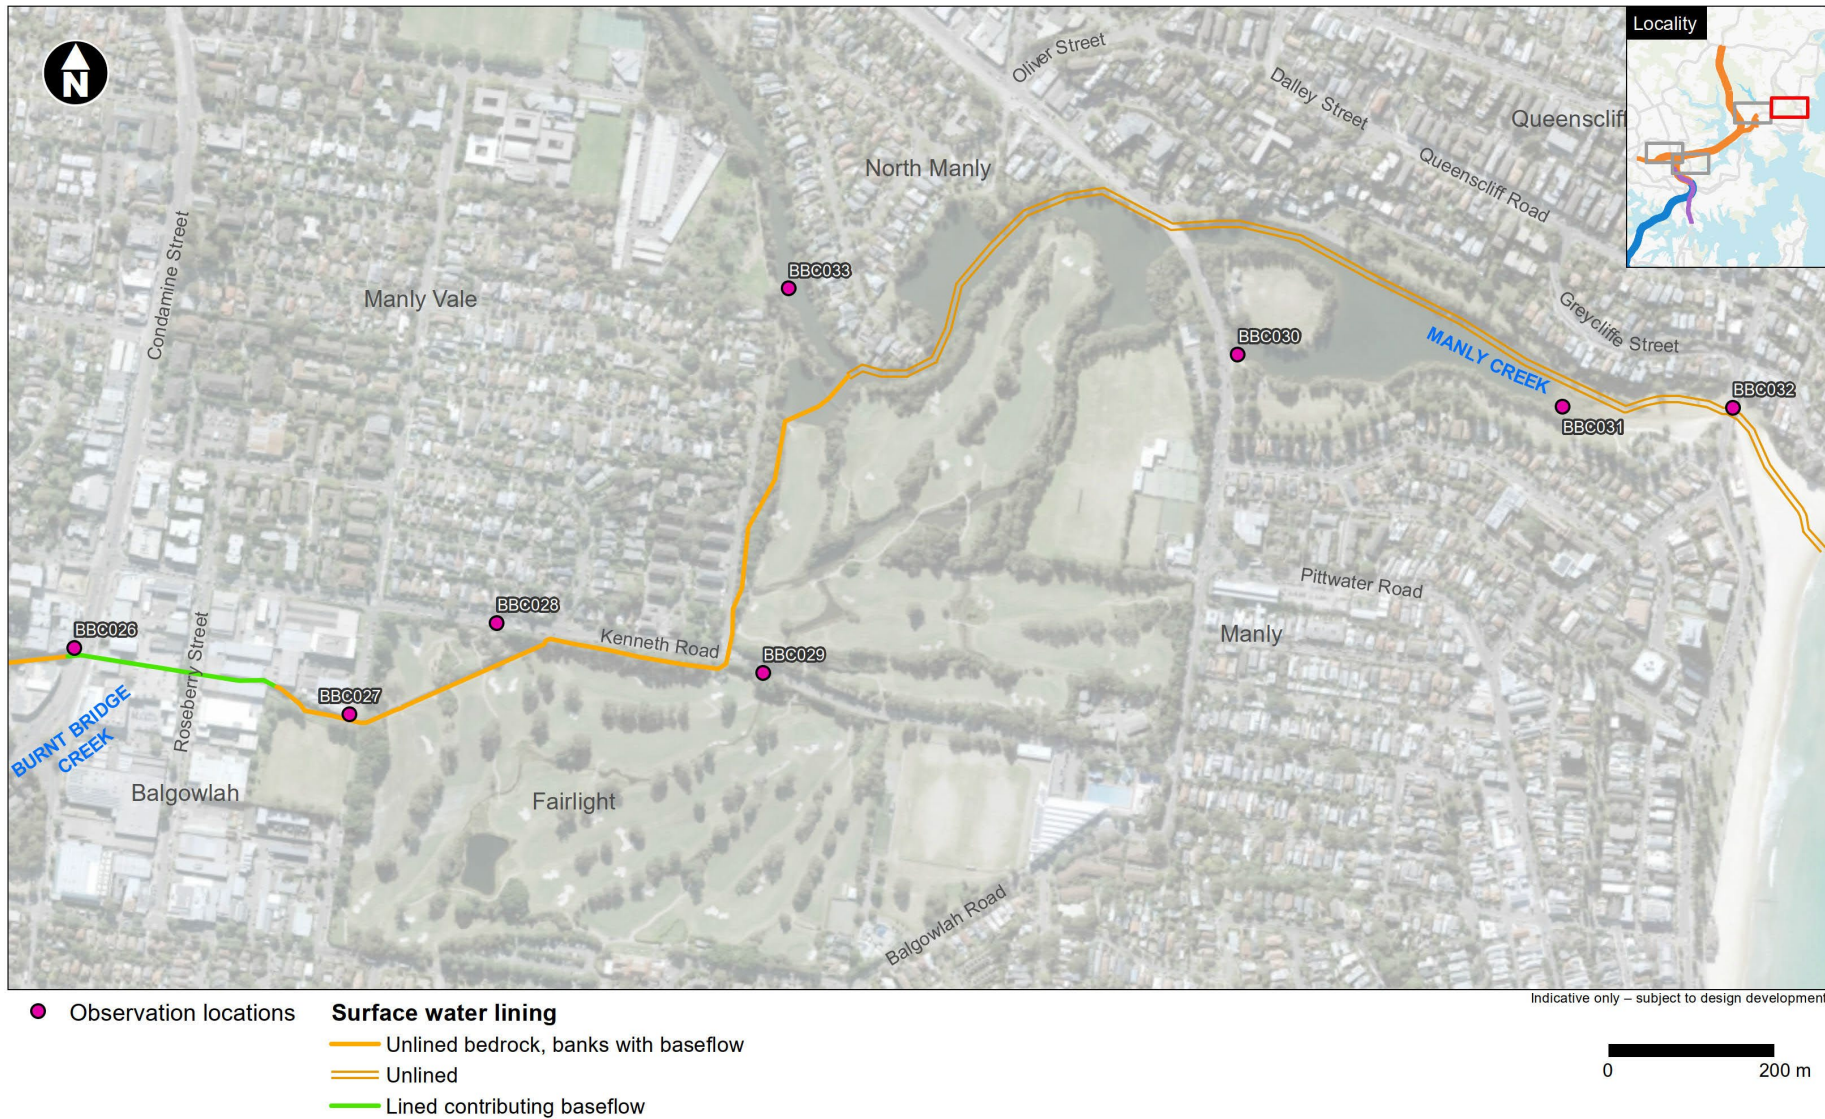 Locality
N
Oliver Street
Dalley Street
Queenscliff
North Manly
Queenscliff Road
Condamine Street
BBC033
Manly Vale
Greycliffe Street
BBC030
MANLY CREEK
BBC032
BBC031
Pittwater Road
BBC028
BBC026
Kenneth Road
Manly
BBC029
Roseberry Street
BBC027
BURNT BRIDGE
CREEK
Balgowlah
Fairlight
Balgowlah Road
Indicative only – subject to design development
Observation locations
Surface water lining
Unlined bedrock, banks with baseflow
Unlined
Lined contributing baseflow
0 200 m